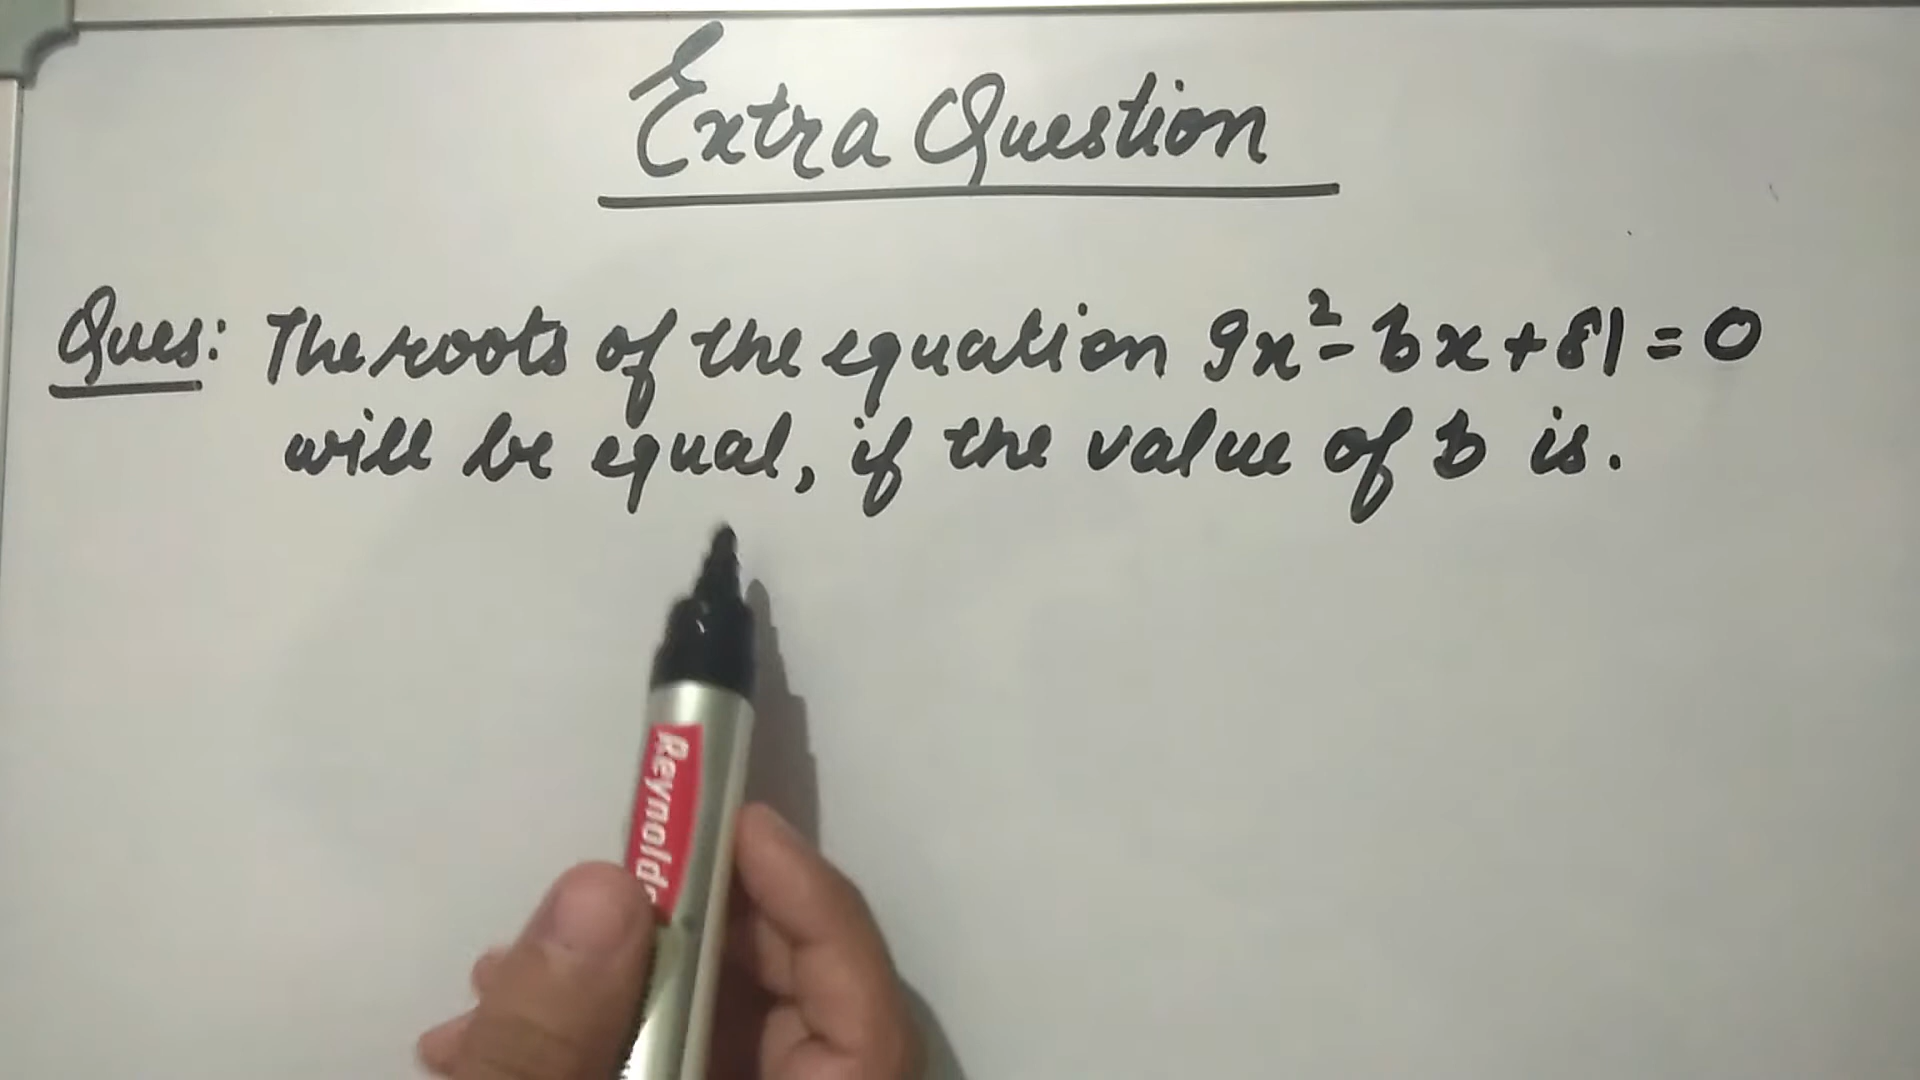 Extra Question
Ques: The roots of the equation 9x² - bx + 81 = 0
will be equal, if the value of b is.
Reynolds